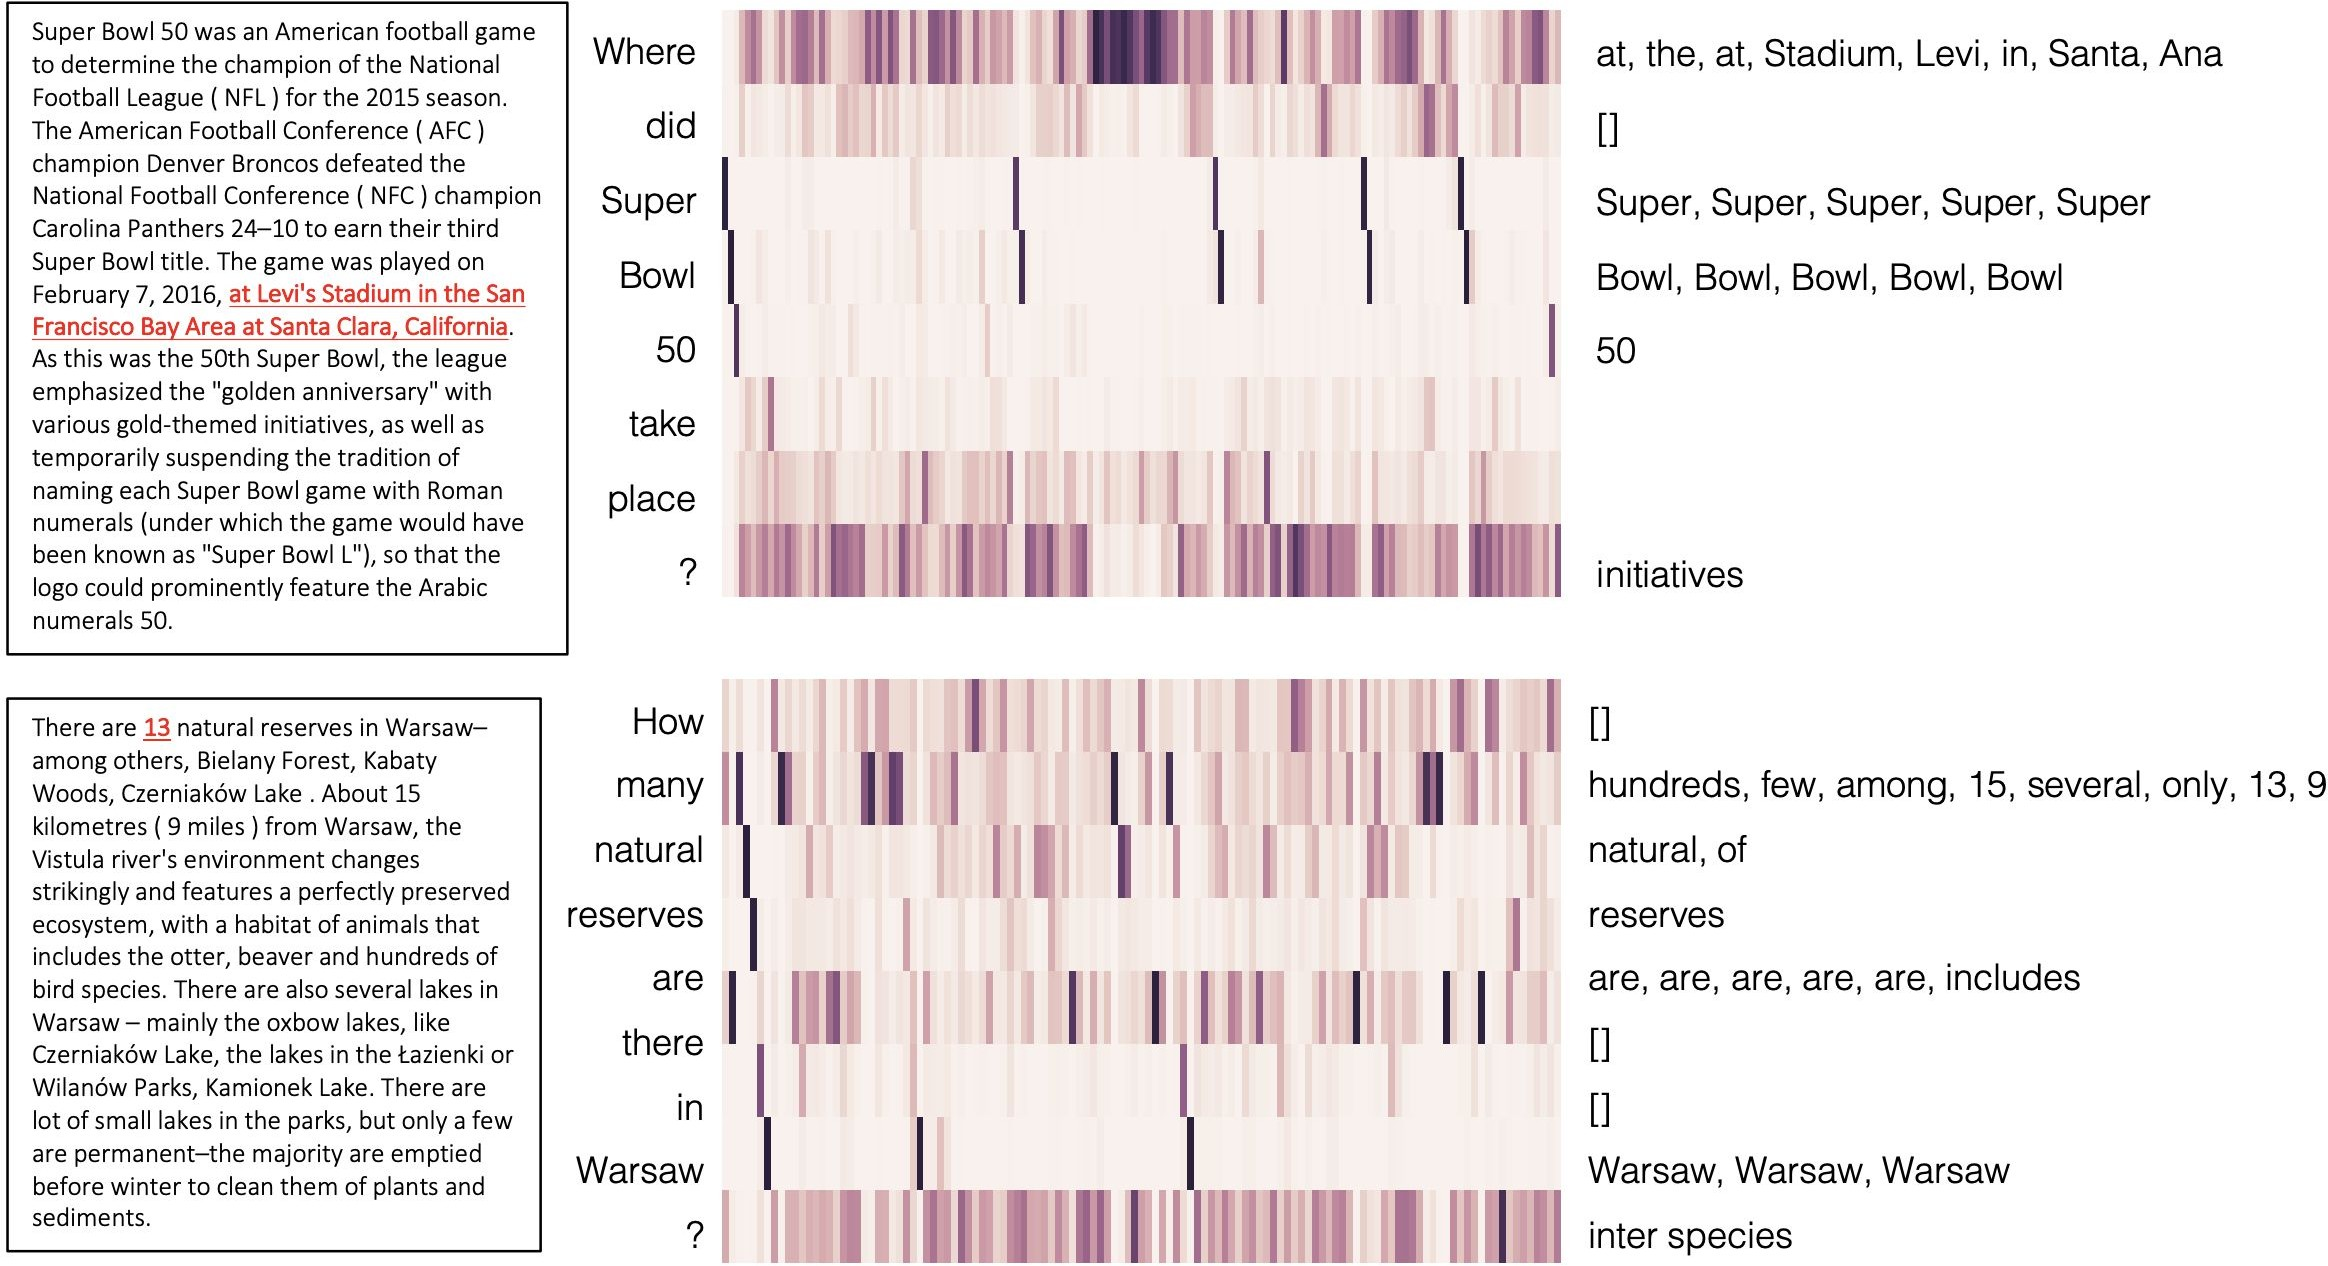 Super Bowl 50 was an American football game
to determine the champion of the National
Football League ( NFL ) for the 2015 season.
The American Football Conference ( AFC )
champion Denver Broncos defeated the
National Football Conference ( NFC ) champion
Carolina Panthers 24–10 to earn their third
Super Bowl title. The game was played on
February 7, 2016, at Levi's Stadium in the San
Francisco Bay Area at Santa Clara, California.
As this was the 50th Super Bowl, the league
emphasized the "golden anniversary" with
various gold-themed initiatives, as well as
temporarily suspending the tradition of
naming each Super Bowl game with Roman
numerals (under which the game would have
been known as "Super Bowl L"), so that the
logo could prominently feature the Arabic
numerals 50.
Where
at, the, at, Stadium, Levi, in, Santa, Ana
did
[]
Super
Super, Super, Super, Super, Super
Bowl
Bowl, Bowl, Bowl, Bowl, Bowl
50
50
take
place
?
initiatives
There are 13 natural reserves in Warsaw–
among others, Bielany Forest, Kabaty
Woods, Czerniaków Lake . About 15
kilometres ( 9 miles ) from Warsaw, the
Vistula river's environment changes
strikingly and features a perfectly preserved
ecosystem, with a habitat of animals that
includes the otter, beaver and hundreds of
bird species. There are also several lakes in
Warsaw – mainly the oxbow lakes, like
Czerniaków Lake, the lakes in the Łazienki or
Wilanów Parks, Kamionek Lake. There are
lot of small lakes in the parks, but only a few
are permanent–the majority are emptied
before winter to clean them of plants and
sediments.
How
[]
many
hundreds, few, among, 15, several, only, 13, 9
natural
natural, of
reserves
reserves
are
are, are, are, are, are, includes
there
[]
in
[]
Warsaw
Warsaw, Warsaw, Warsaw
?
inter species